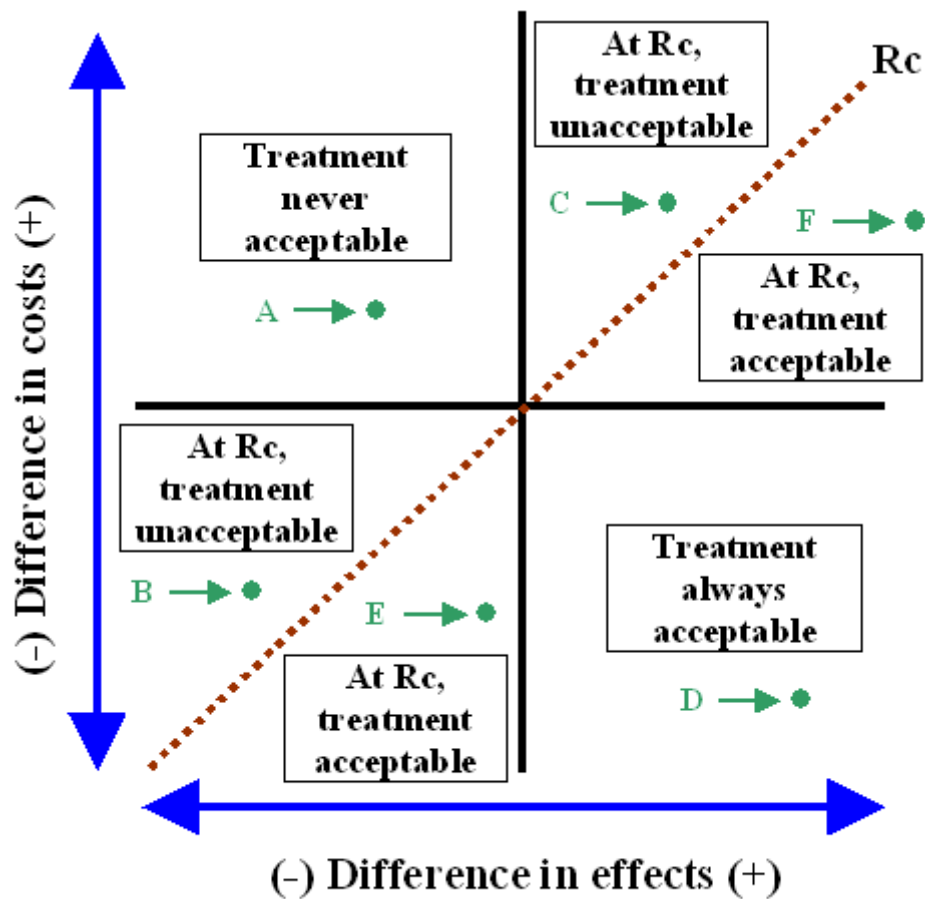 At Rc,
treatment
unacceptable
Rc
Treatment
never
acceptable
C
F
A
At Rc,
treatment
acceptable
(-) Difference in costs (+)
At Rc,
treatment
unacceptable
Treatment
always
acceptable
B
E
At Rc,
treatment
acceptable
D
(-) Difference in effects (+)